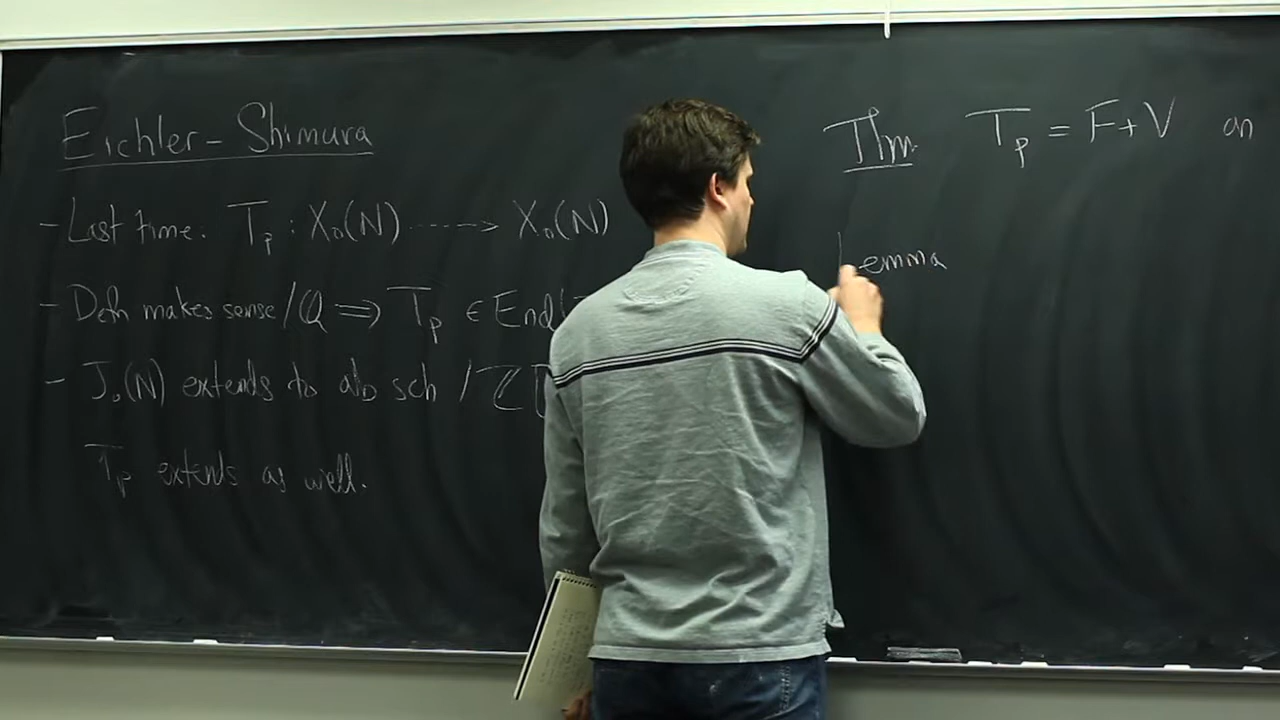 Eichler-Shimura
- Last time. T_p : X_0(N) ----> X_0(N)
- Defn makes sense/Q ⟹ T_p ∈ End(
- J_0(N) extends to ab sch / Z[
T_p extends as well.
Thm. T_p = F+V on
Lemma